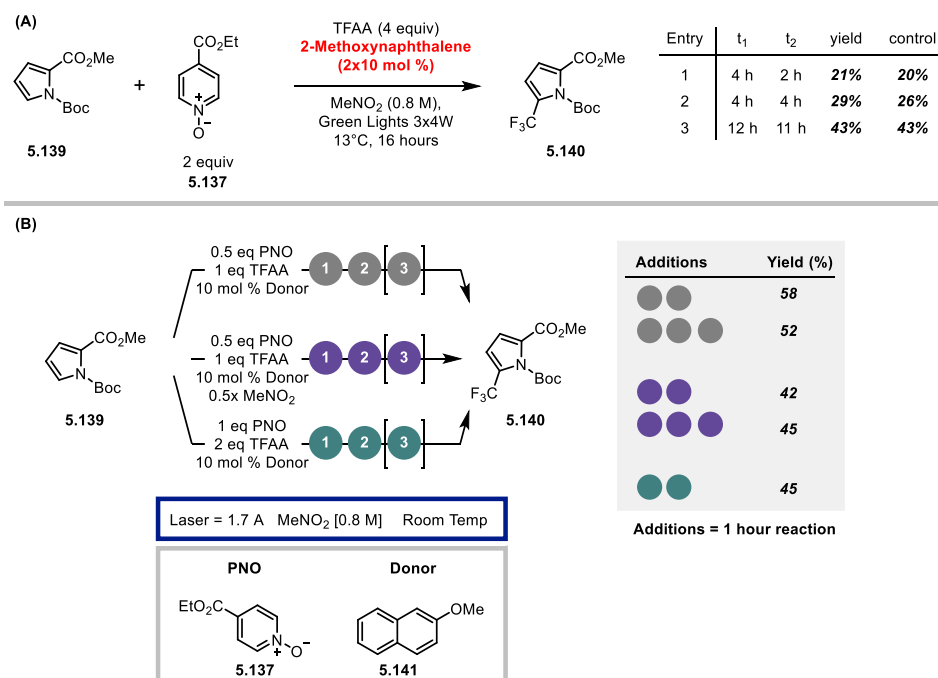 (A)
CO2Me
N
Boc
5.139
+
CO2Et
N
+
O−
2 equiv
5.137
TFAA (4 equiv)
2-Methoxynaphthalene
(2x10 mol %)
MeNO2 (0.8 M),
Green Lights 3x4W
13°C, 16 hours
CO2Me
N
Boc
F3C
5.140
Entry t1 t2 yield control
1 4 h 2 h 21% 20%
2 4 h 4 h 29% 26%
3 12 h 11 h 43% 43%
(B)
CO2Me
N
Boc
5.139
0.5 eq PNO
1 eq TFAA
10 mol % Donor
1 2 [3]
0.5 eq PNO
1 eq TFAA
10 mol % Donor
0.5x MeNO2
1 2 [3]
1 eq PNO
2 eq TFAA
10 mol % Donor
1 2 [3]
CO2Me
N
Boc
F3C
5.140
Additions Yield (%)
58
52
42
45
45
Additions = 1 hour reaction
Laser = 1.7 A MeNO2 [0.8 M] Room Temp
PNO
EtO2C
N
+
O−
5.137
Donor
OMe
5.141